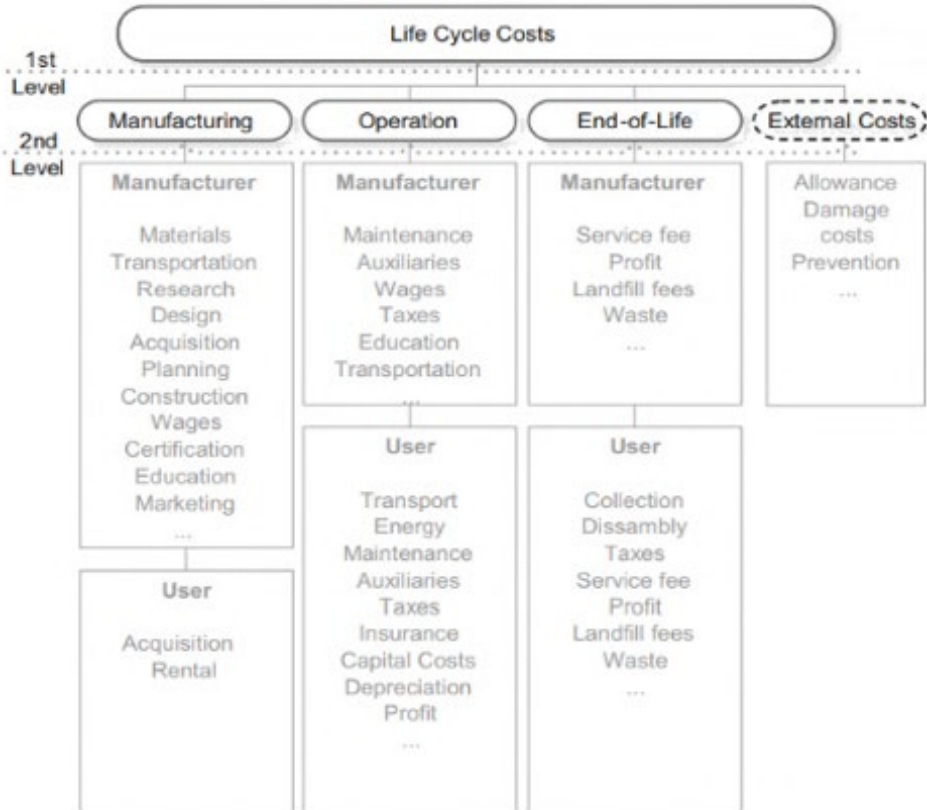 Life Cycle Costs
1st
Level
Manufacturing
Operation
End-of-Life
External Costs
2nd
Level
Manufacturer
Materials
Transportation
Research
Design
Acquisition
Planning
Construction
Wages
Certification
Education
Marketing
...
User
Acquisition
Rental
Manufacturer
Maintenance
Auxiliaries
Wages
Taxes
Education
Transportation
...
User
Transport
Energy
Maintenance
Auxiliaries
Taxes
Insurance
Capital Costs
Depreciation
Profit
...
Manufacturer
Service fee
Profit
Landfill fees
Waste
...
User
Collection
Dissambly
Taxes
Service fee
Profit
Landfill fees
Waste
...
Allowance
Damage
costs
Prevention
...